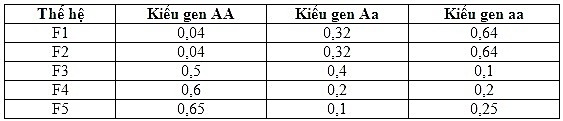 Thế hệ Kiểu gen AA Kiểu gen Aa Kiểu gen aa
F1 0,04 0,32 0,64
F2 0,04 0,32 0,64
F3 0,5 0,4 0,1
F4 0,6 0,2 0,2
F5 0,65 0,1 0,25